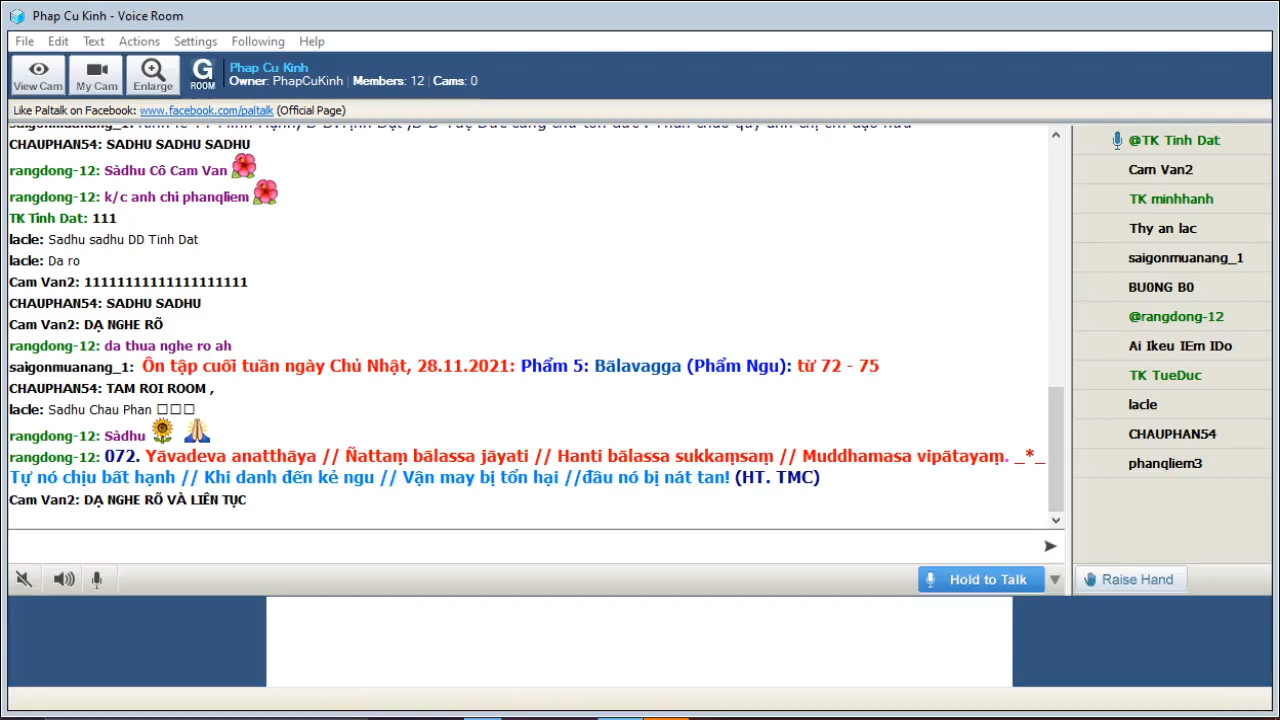 Phap Cu Kinh - Voice Room
File Edit Text Actions Settings Following Help
View Cam My Cam Enlarge G ROOM
Phap Cu Kinh
Owner: PhapCuKinh | Members: 12 | Cams: 0
Like Paltalk on Facebook: www.facebook.com/paltalk (Official Page)
saigonmuanang_1:
CHAUPHAN54: SADHU SADHU SADHU
rangdong-12: Sàdhu Cô Cam Van
rangdong-12: k/c anh chi phanqliem
TK Tinh Dat: 111
lacle: Sadhu sadhu DD Tinh Dat
lacle: Da ro
Cam Van2: 11111111111111111111
CHAUPHAN54: SADHU SADHU
Cam Van2: DẠ NGHE RÕ
rangdong-12: da thua nghe ro ah
saigonmuanang_1: Ôn tập cuối tuần ngày Chủ Nhật, 28.11.2021: Phẩm 5: Bālavagga (Phẩm Ngu): từ 72 - 75
CHAUPHAN54: TAM ROI ROOM ,
lacle: Sadhu Chau Phan □□□
rangdong-12: Sàdhu
rangdong-12: 072. Yāvadeva anatthāya // Ñattaṃ bālassa jāyati // Hanti bālassa sukkaṃsaṃ // Muddhamasa vipātayaṃ. _*_
Tự nó chịu bất hạnh // Khi danh đến kẻ ngu // Vận may bị tổn hại //đầu nó bị nát tan! (HT. TMC)
Cam Van2: DẠ NGHE RÕ VÀ LIÊN TỤC
@TK Tinh Dat
Cam Van2
TK minhhanh
Thy an lac
saigonmuanang_1
BU0NG B0
@rangdong-12
Ai Ikeu IEm IDo
TK TueDuc
lacle
CHAUPHAN54
phanqliem3
Hold to Talk
Raise Hand